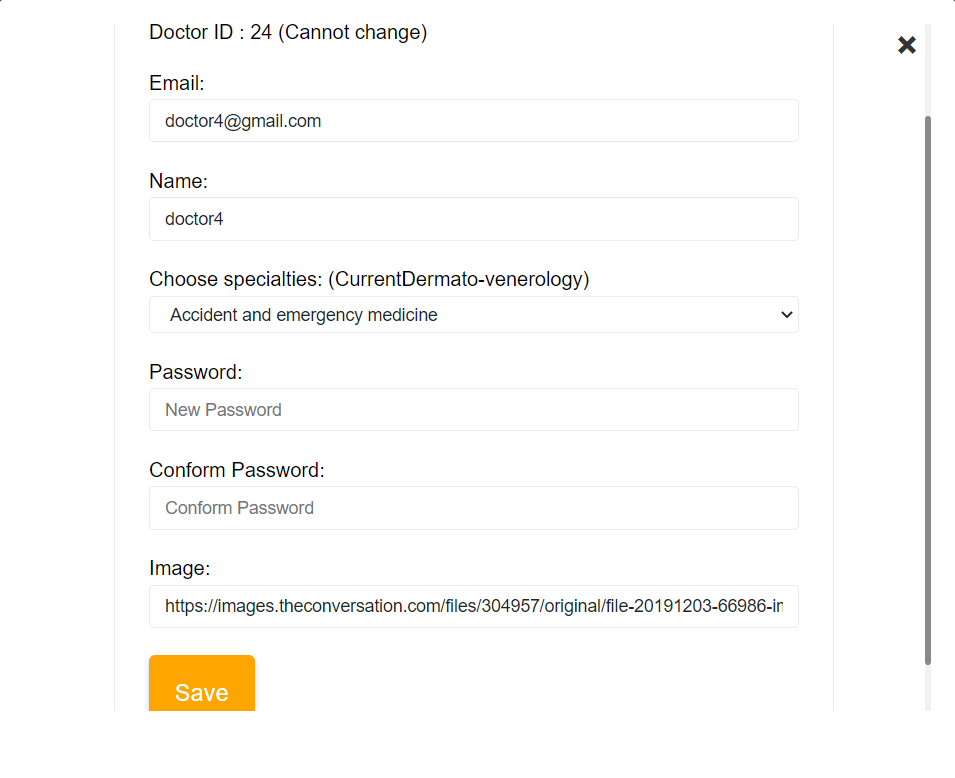 Doctor ID : 24 (Cannot change)
Email:
doctor4@gmail.com
Name:
doctor4
Choose specialties: (CurrentDermato-venerology)
Accident and emergency medicine
Password:
New Password
Conform Password:
Conform Password
Image:
https://images.theconversation.com/files/304957/original/file-20191203-66986-ir
Save